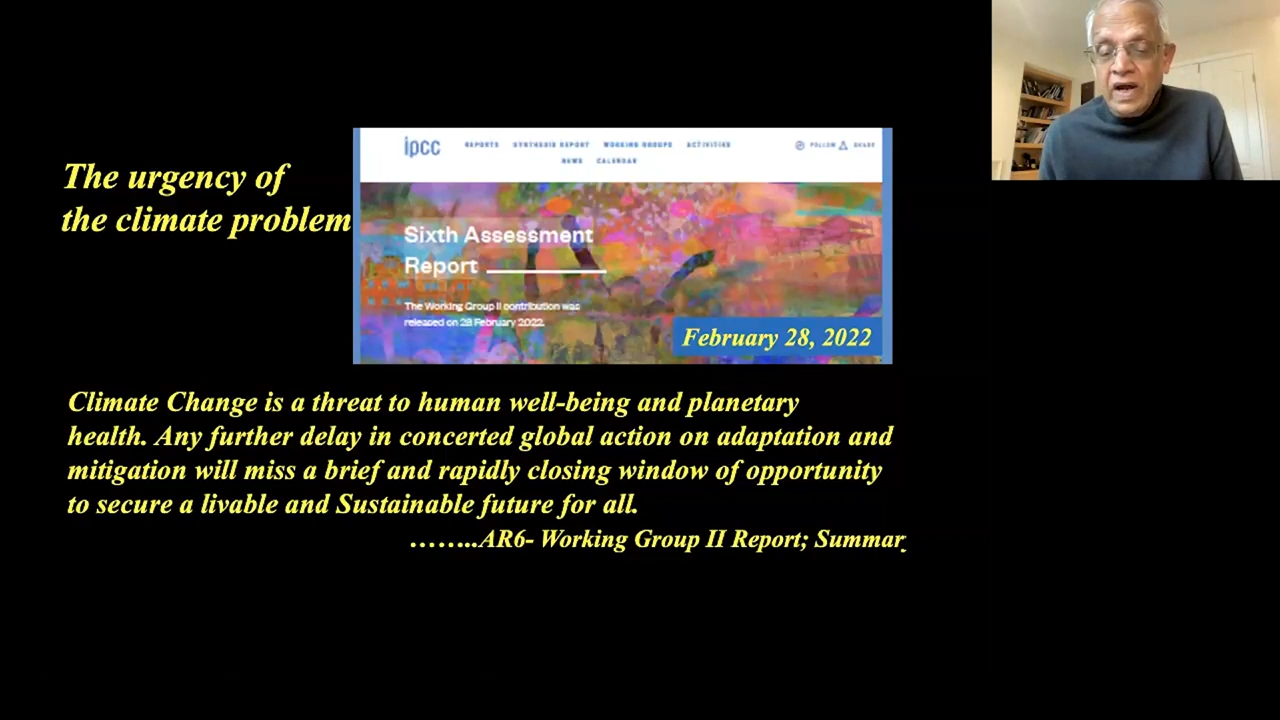 The urgency of
the climate problem
ipcc
REPORTS SYNTHESIS REPORT WORKING GROUPS ACTIVITIES
NEWS CALENDAR
FOLLOW SHARE
Sixth Assessment
Report
The Working Group II contribution was
released on 28 February 2022.
February 28, 2022
Climate Change is a threat to human well-being and planetary
health. Any further delay in concerted global action on adaptation and
mitigation will miss a brief and rapidly closing window of opportunity
to secure a livable and Sustainable future for all.
……..AR6- Working Group II Report; Summary